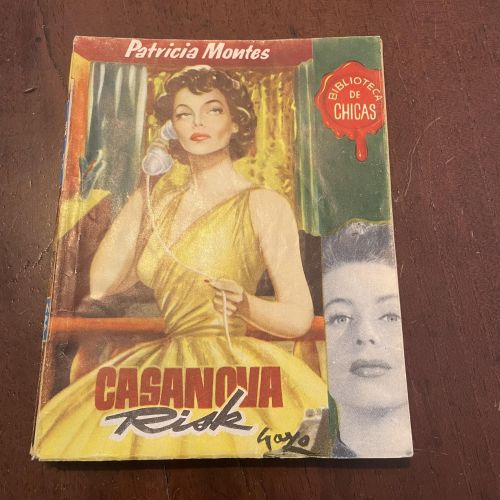 Patricia Montes
BIBLIOTECA
DE
CHICAS
CASANOVA
Risk
Goyo